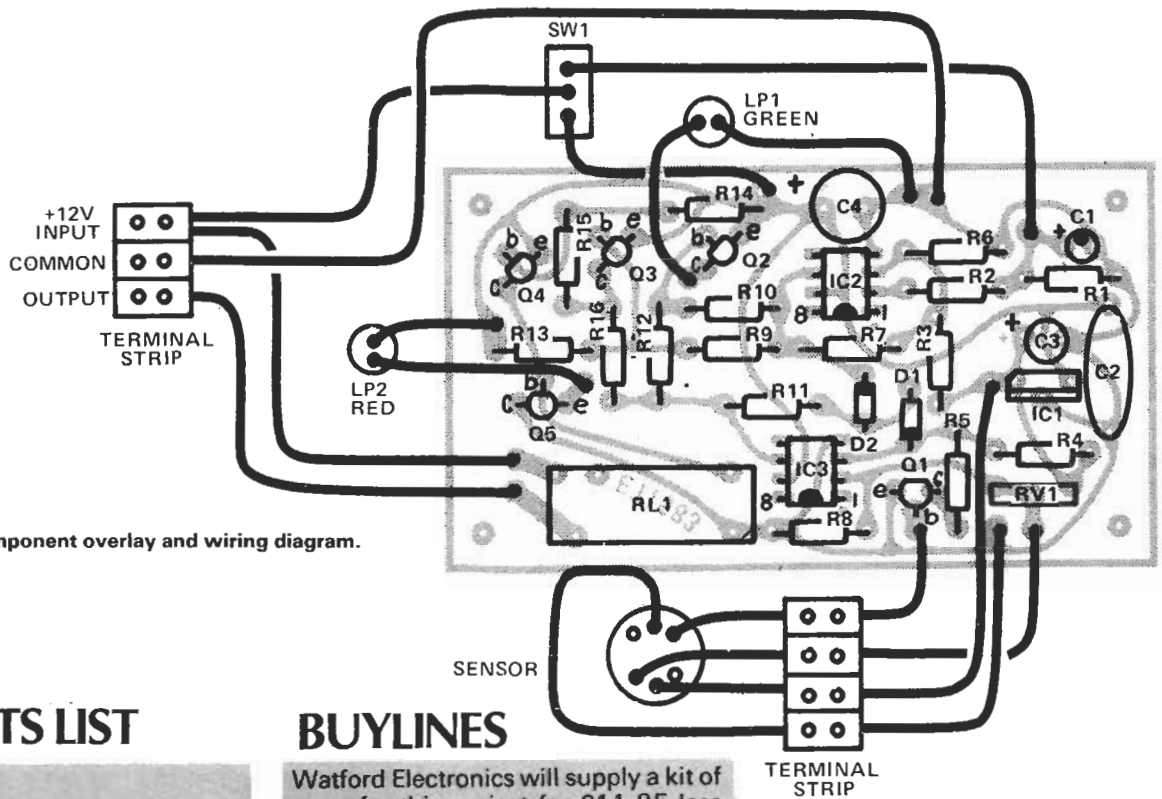 SW1
LP1
GREEN
+12V
INPUT
COMMON
OUTPUT
TERMINAL
STRIP
LP2
RED
+
R14
C4
R15
b
e
c
Q4
b
e
c
Q3
b
e
c
Q2
IC2
8
1
R6
R2
+
C1
R1
R10
R9
R7
R3
R13
R16
R12
+
C3
C2
IC1
b
c
e
Q5
R11
D2
D1
R5
R4
RV1
IC3
8
1
Q1
e
c
b
R8
RL1
component overlay and wiring diagram.
SENSOR
TERMINAL
STRIP
TS LIST
BUYLINES
Watford Electronics will supply a kit of